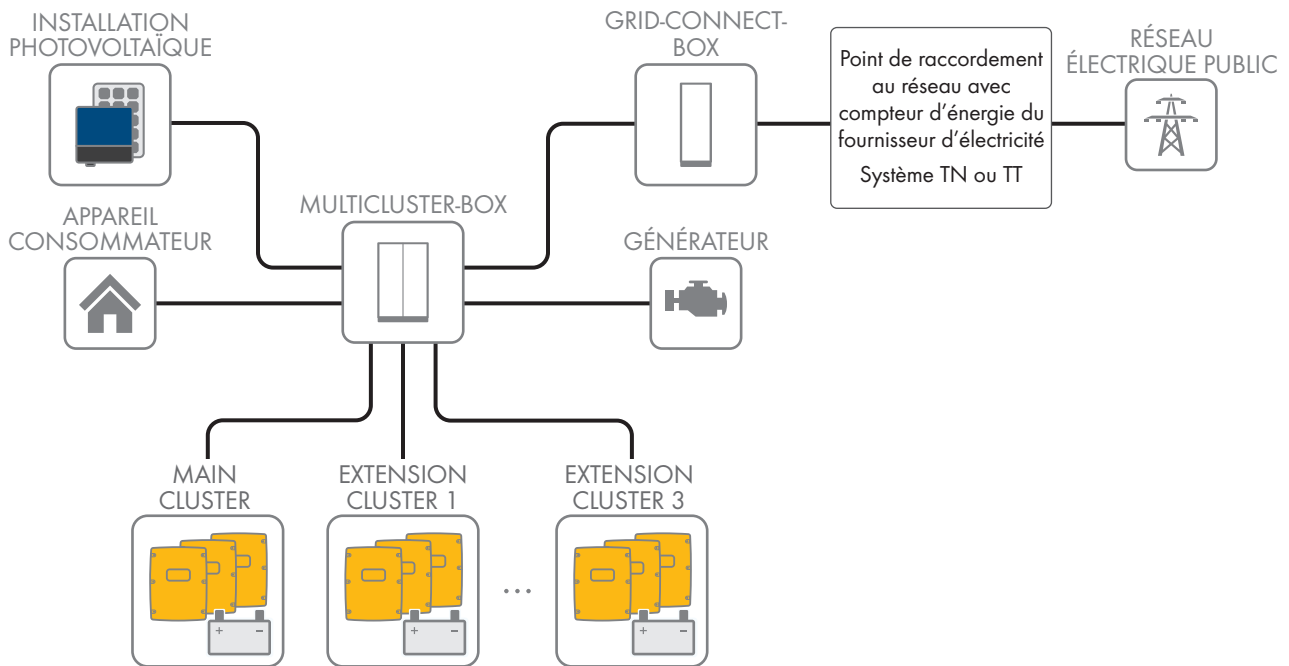 INSTALLATION
PHOTOVOLTAÏQUE
GRID-CONNECT-
BOX
Point de raccordement
au réseau avec
compteur d’énergie du
fournisseur d’électricité
Système TN ou TT
RÉSEAU
ÉLECTRIQUE PUBLIC
APPAREIL
CONSOMMATEUR
MULTICLUSTER-BOX
GÉNÉRATEUR
MAIN
CLUSTER
EXTENSION
CLUSTER 1
...
EXTENSION
CLUSTER 3
+ −
+ −
+ −